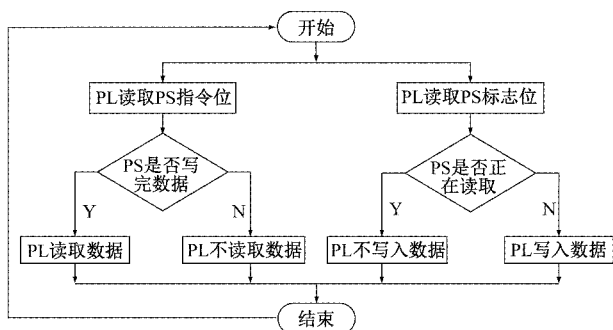 开始
PL读取PS指令位
PL读取PS标志位
PS是否写
完数据
PS是否正
在读取
Y
N
Y
N
PL读取数据
PL不读取数据
PL不写入数据
PL写入数据
结束